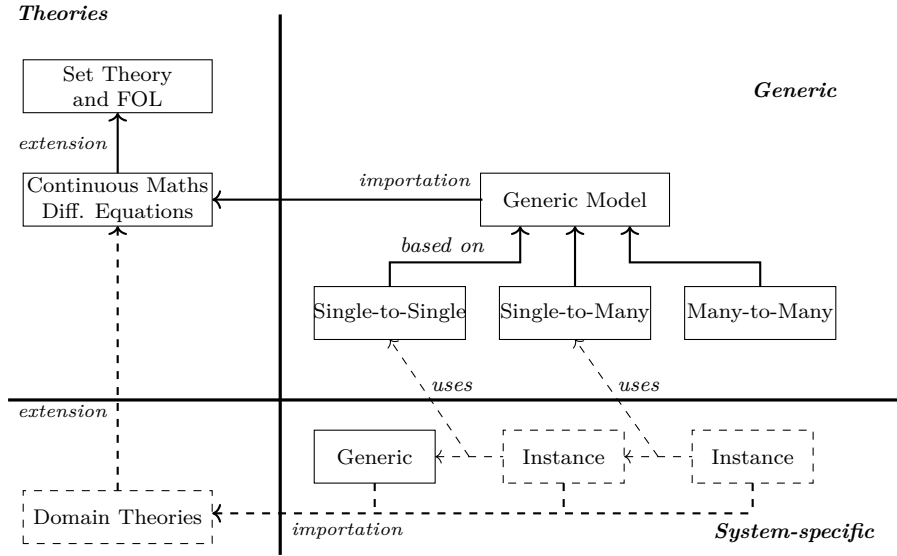 Theories
Set Theory
and FOL
Generic
extension
Continuous Maths
Diff. Equations
importation
Generic Model
based on
Single-to-Single
Single-to-Many
Many-to-Many
uses
uses
extension
Generic
Instance
Instance
Domain Theories
importation
System-specific